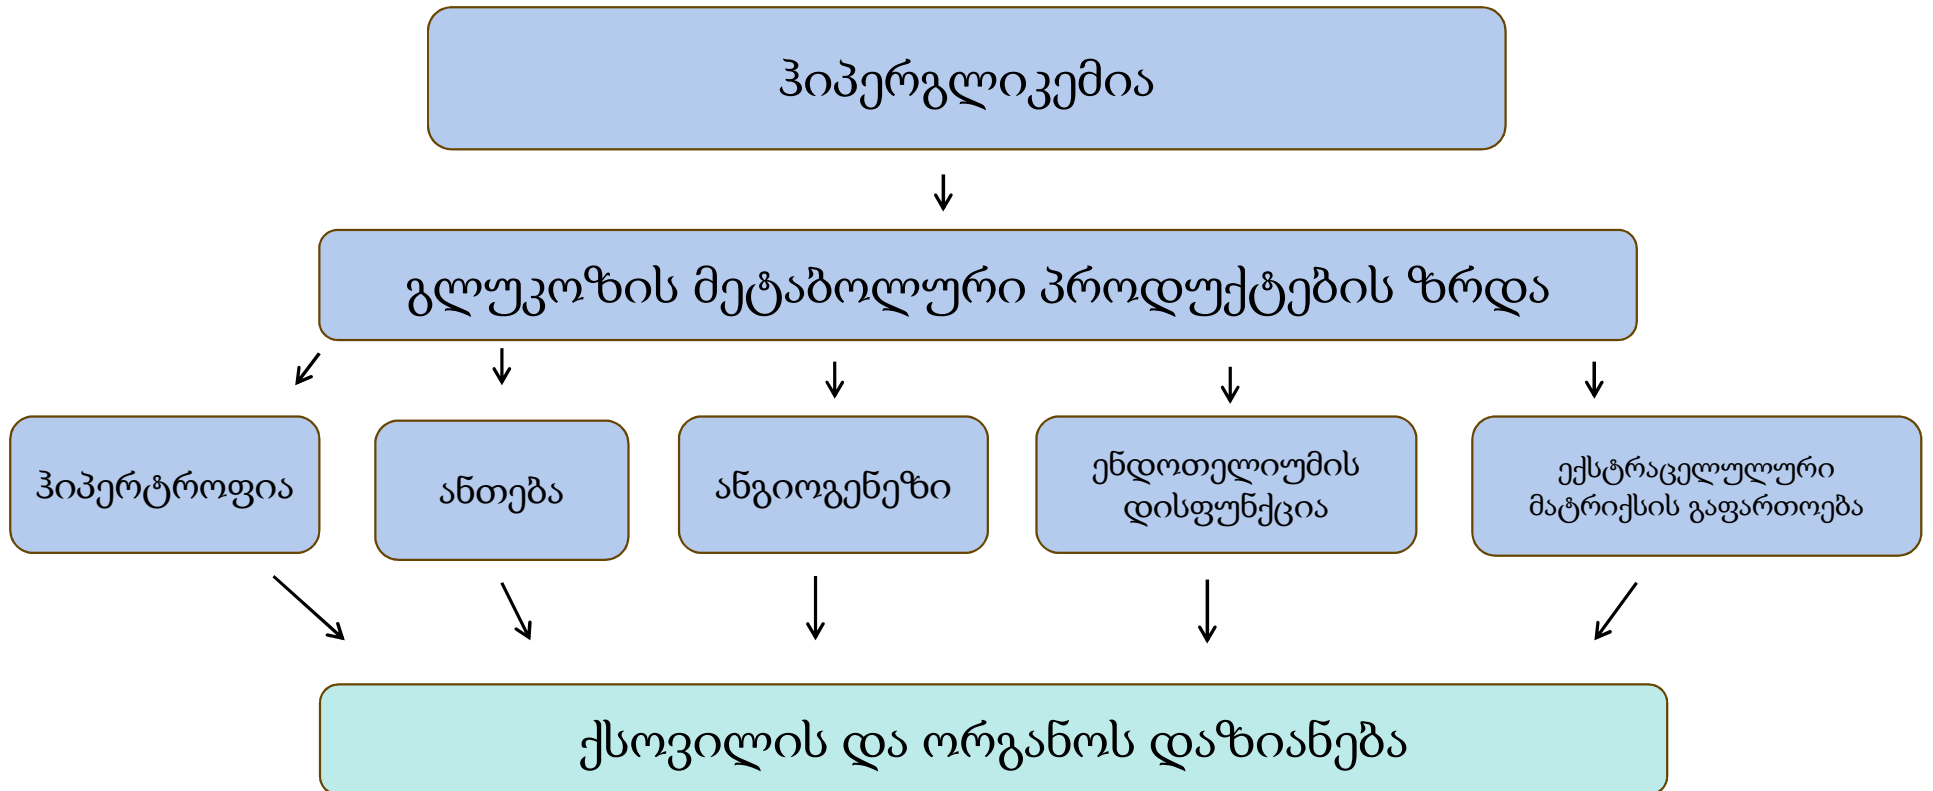 ჰიპერგლიკემია
გლუკოზის მეტაბოლური პროდუქტების ზრდა
ჰიპერტროფია
ანთება
ანგიოგენეზი
ენდოთელიუმის
დისფუნქცია
ექსტრაცელულური
მატრიქსის გაფართოება
ქსოვილის და ორგანოს დაზიანება